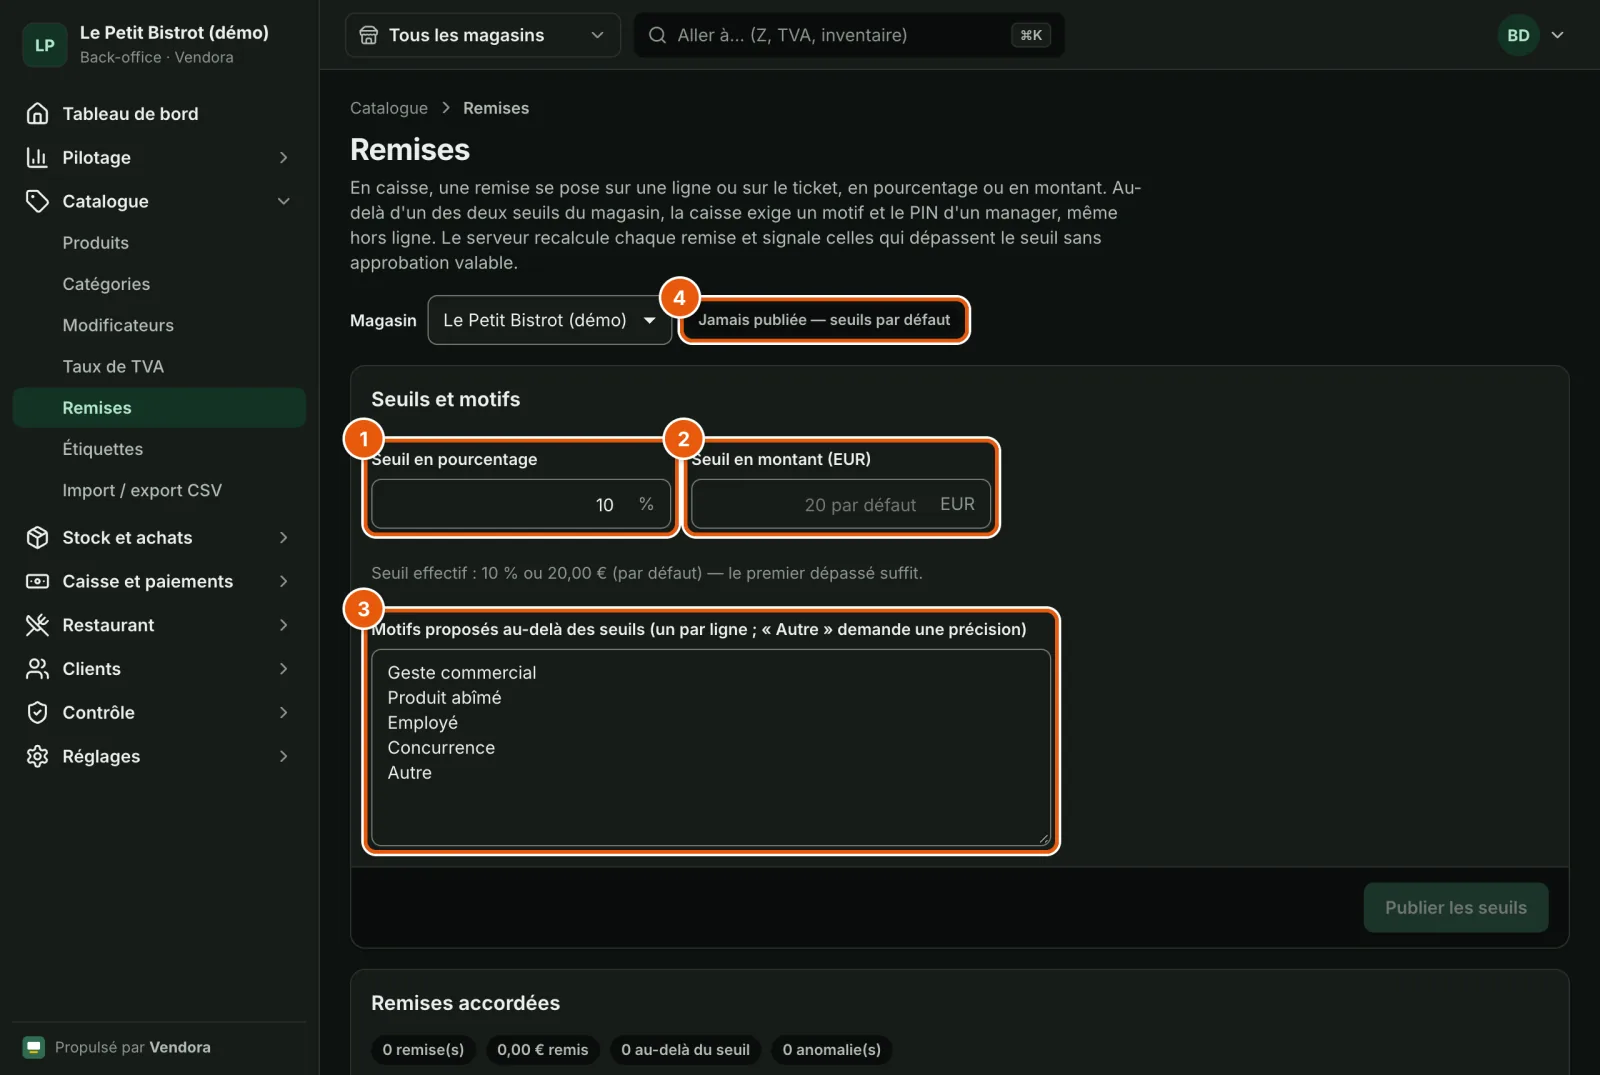 LP
Le Petit Bistrot (démo)
Back-office · Vendora
Tous les magasins
Aller à... (Z, TVA, inventaire)
⌘K
BD
Tableau de bord
Pilotage
Catalogue
Produits
Catégories
Modificateurs
Taux de TVA
Remises
Étiquettes
Import / export CSV
Stock et achats
Caisse et paiements
Restaurant
Clients
Contrôle
Réglages
Propulsé par Vendora
Catalogue > Remises
Remises
En caisse, une remise se pose sur une ligne ou sur le ticket, en pourcentage ou en montant. Au-
delà d'un des deux seuils du magasin, la caisse exige un motif et le PIN d'un manager, même
hors ligne. Le serveur recalcule chaque remise et signale celles qui dépassent le seuil sans
approbation valable.
Magasin
Le Petit Bistrot (démo)
4
Jamais publiée — seuils par défaut
Seuils et motifs
1
Seuil en pourcentage
10 %
2
Seuil en montant (EUR)
20 par défaut EUR
Seuil effectif : 10 % ou 20,00 € (par défaut) — le premier dépassé suffit.
3
Motifs proposés au-delà des seuils (un par ligne ; « Autre » demande une précision)
Geste commercial
Produit abîmé
Employé
Concurrence
Autre
Publier les seuils
Remises accordées
0 remise(s)
0,00 € remis
0 au-delà du seuil
0 anomalie(s)